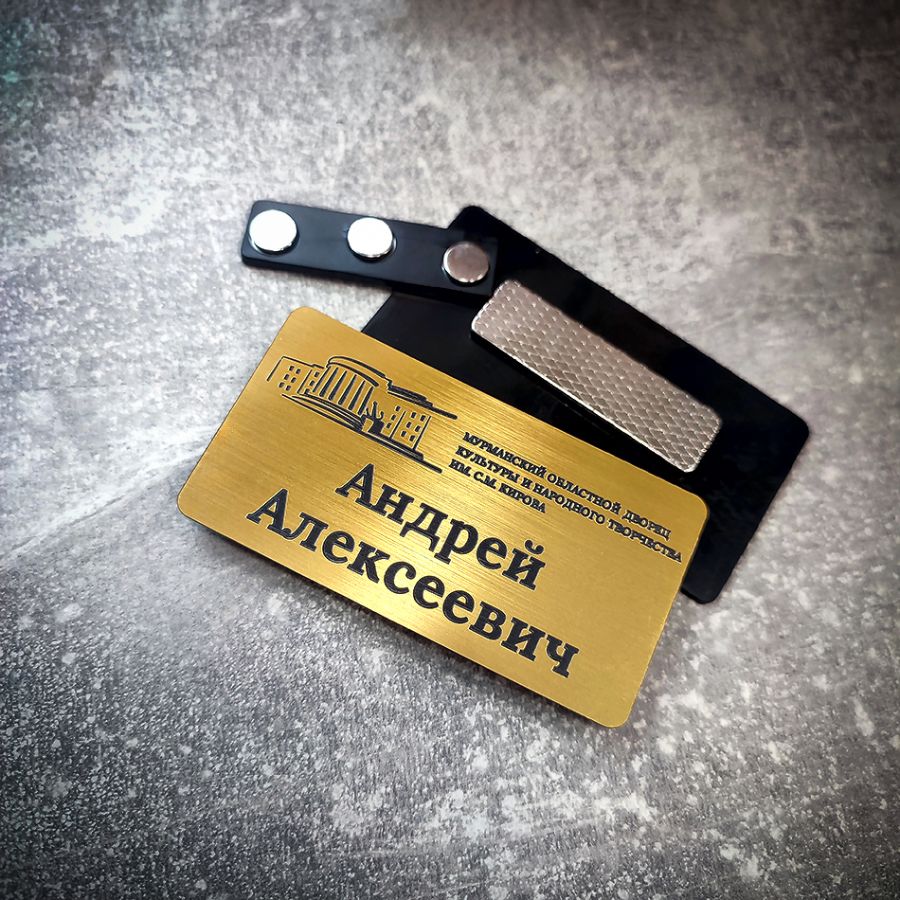 МУРМАНСКИЙ ОБЛАСТНОЙ ДВОРЕЦ
КУЛЬТУРЫ И НАРОДНОГО ТВОРЧЕСТВА
ИМ. С.М. КИРОВА
Андрей
Алексеевич